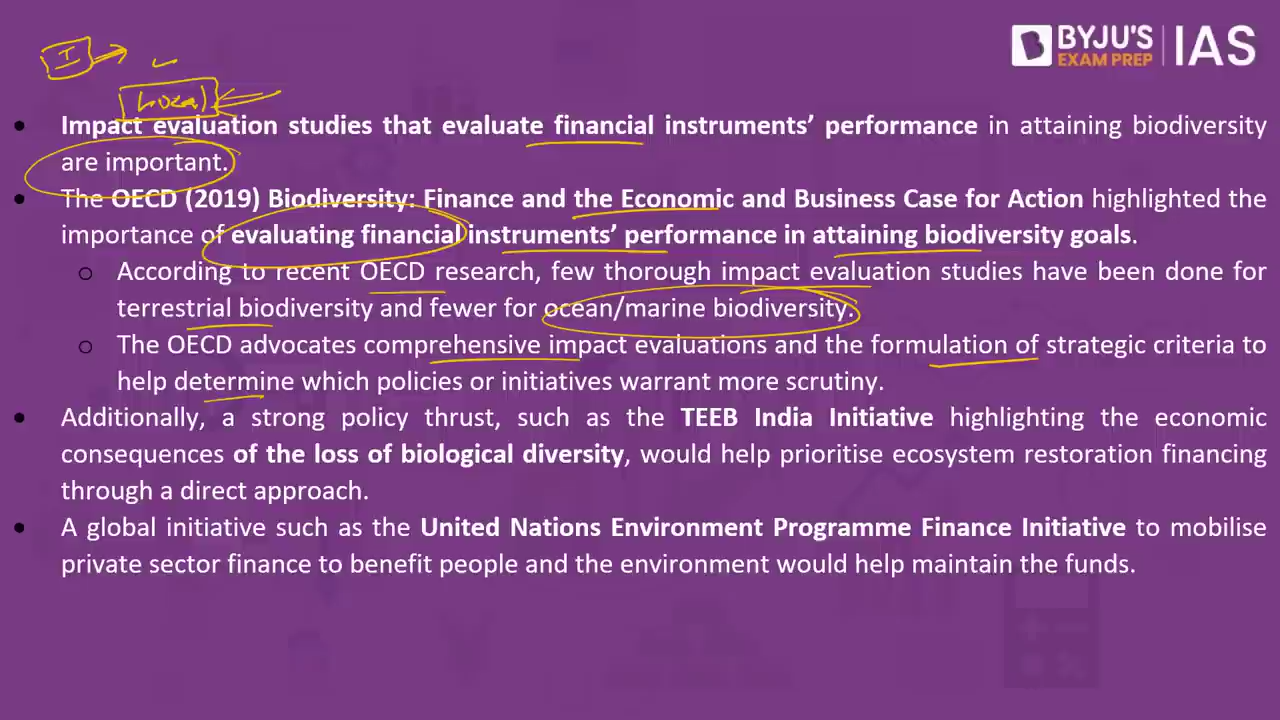 BYJU'S IAS
EXAM PREP
I
Local
• Impact evaluation studies that evaluate financial instruments' performance in attaining biodiversity
are important.
• The OECD (2019) Biodiversity: Finance and the Economic and Business Case for Action highlighted the
importance of evaluating financial instruments' performance in attaining biodiversity goals.
o According to recent OECD research, few thorough impact evaluation studies have been done for
terrestrial biodiversity and fewer for ocean/marine biodiversity.
o The OECD advocates comprehensive impact evaluations and the formulation of strategic criteria to
help determine which policies or initiatives warrant more scrutiny.
• Additionally, a strong policy thrust, such as the TEEB India Initiative highlighting the economic
consequences of the loss of biological diversity, would help prioritise ecosystem restoration financing
through a direct approach.
• A global initiative such as the United Nations Environment Programme Finance Initiative to mobilise
private sector finance to benefit people and the environment would help maintain the funds.